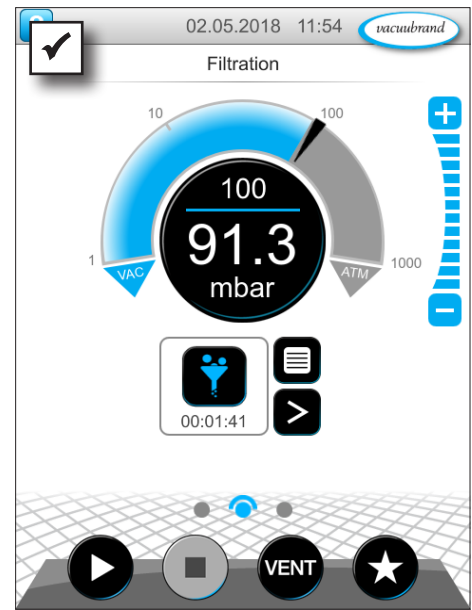 02.05.2018 11:54 vacuubrand
Filtration
10 100
100
91.3
mbar
1 VAC ATM 1000
00:01:41
VENT